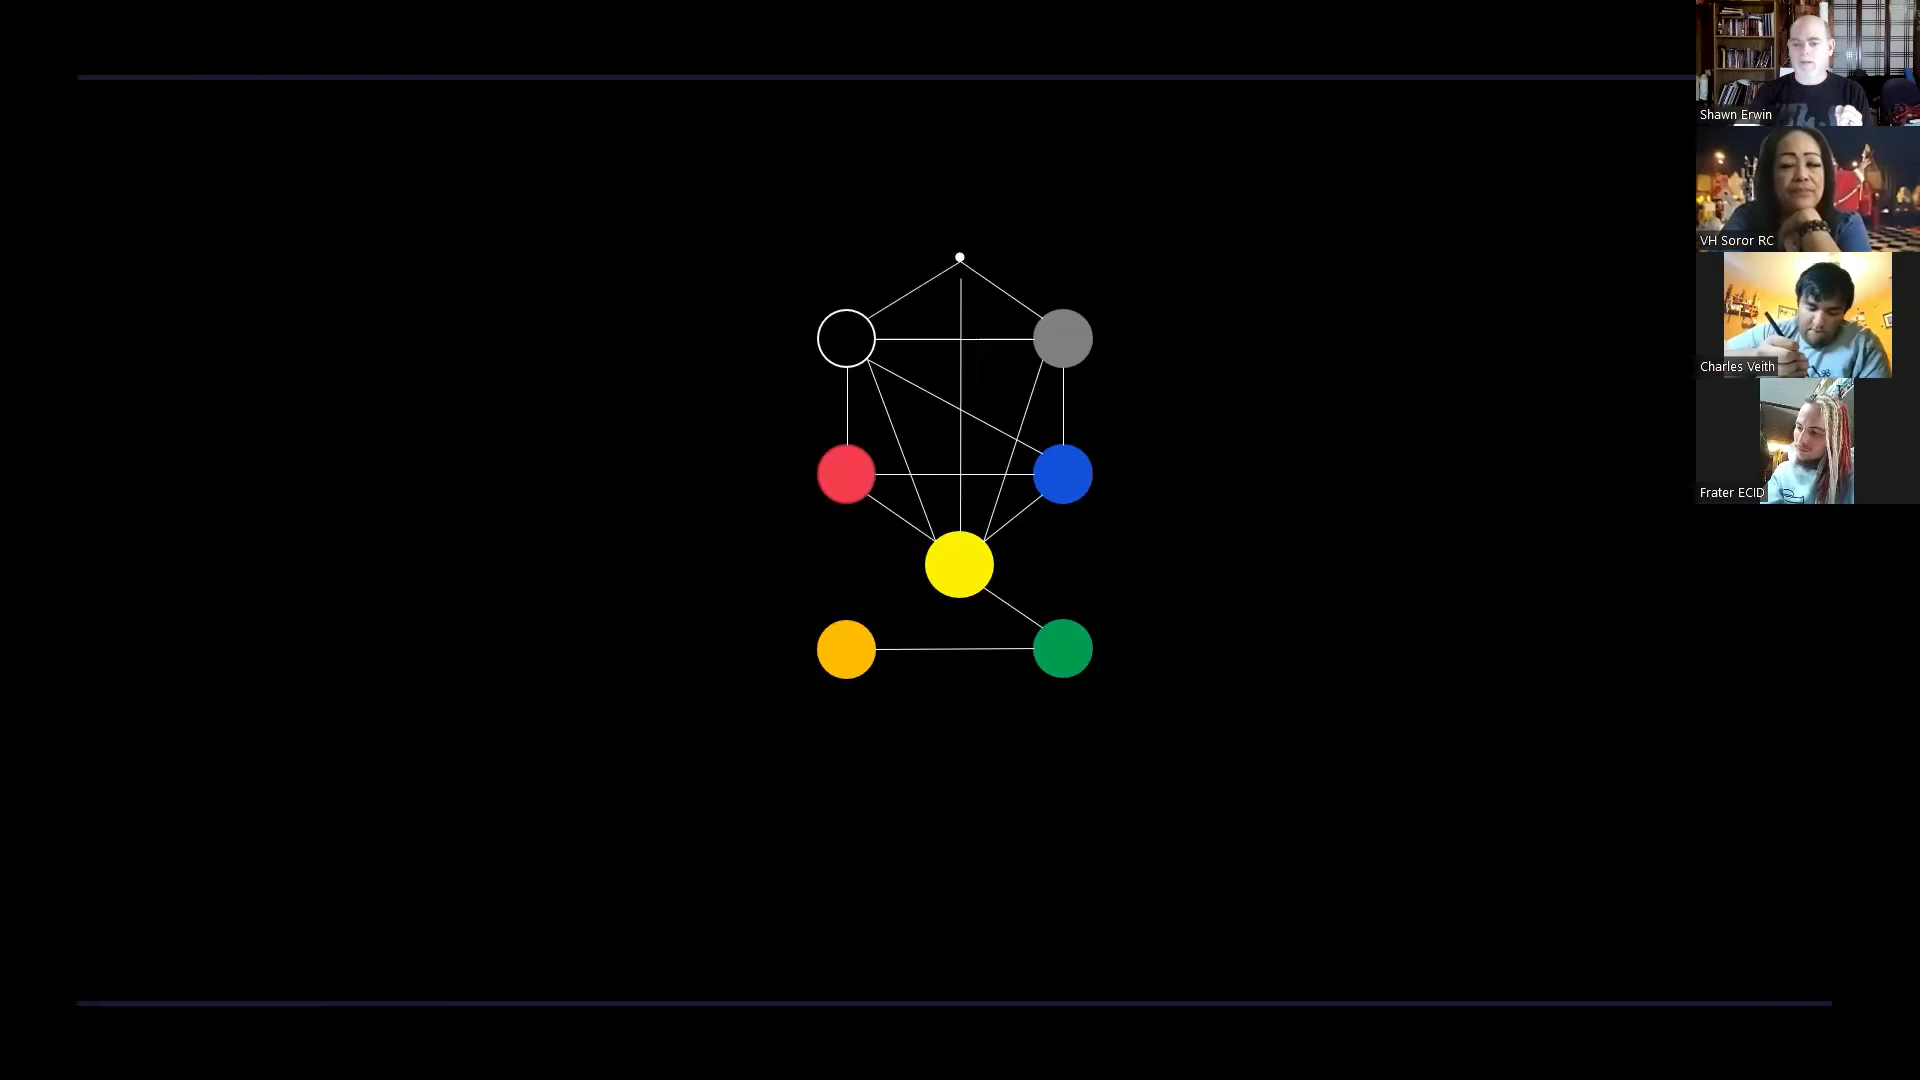 Shawn Erwin
VH Soror RC
Charles Veith
Frater ECID